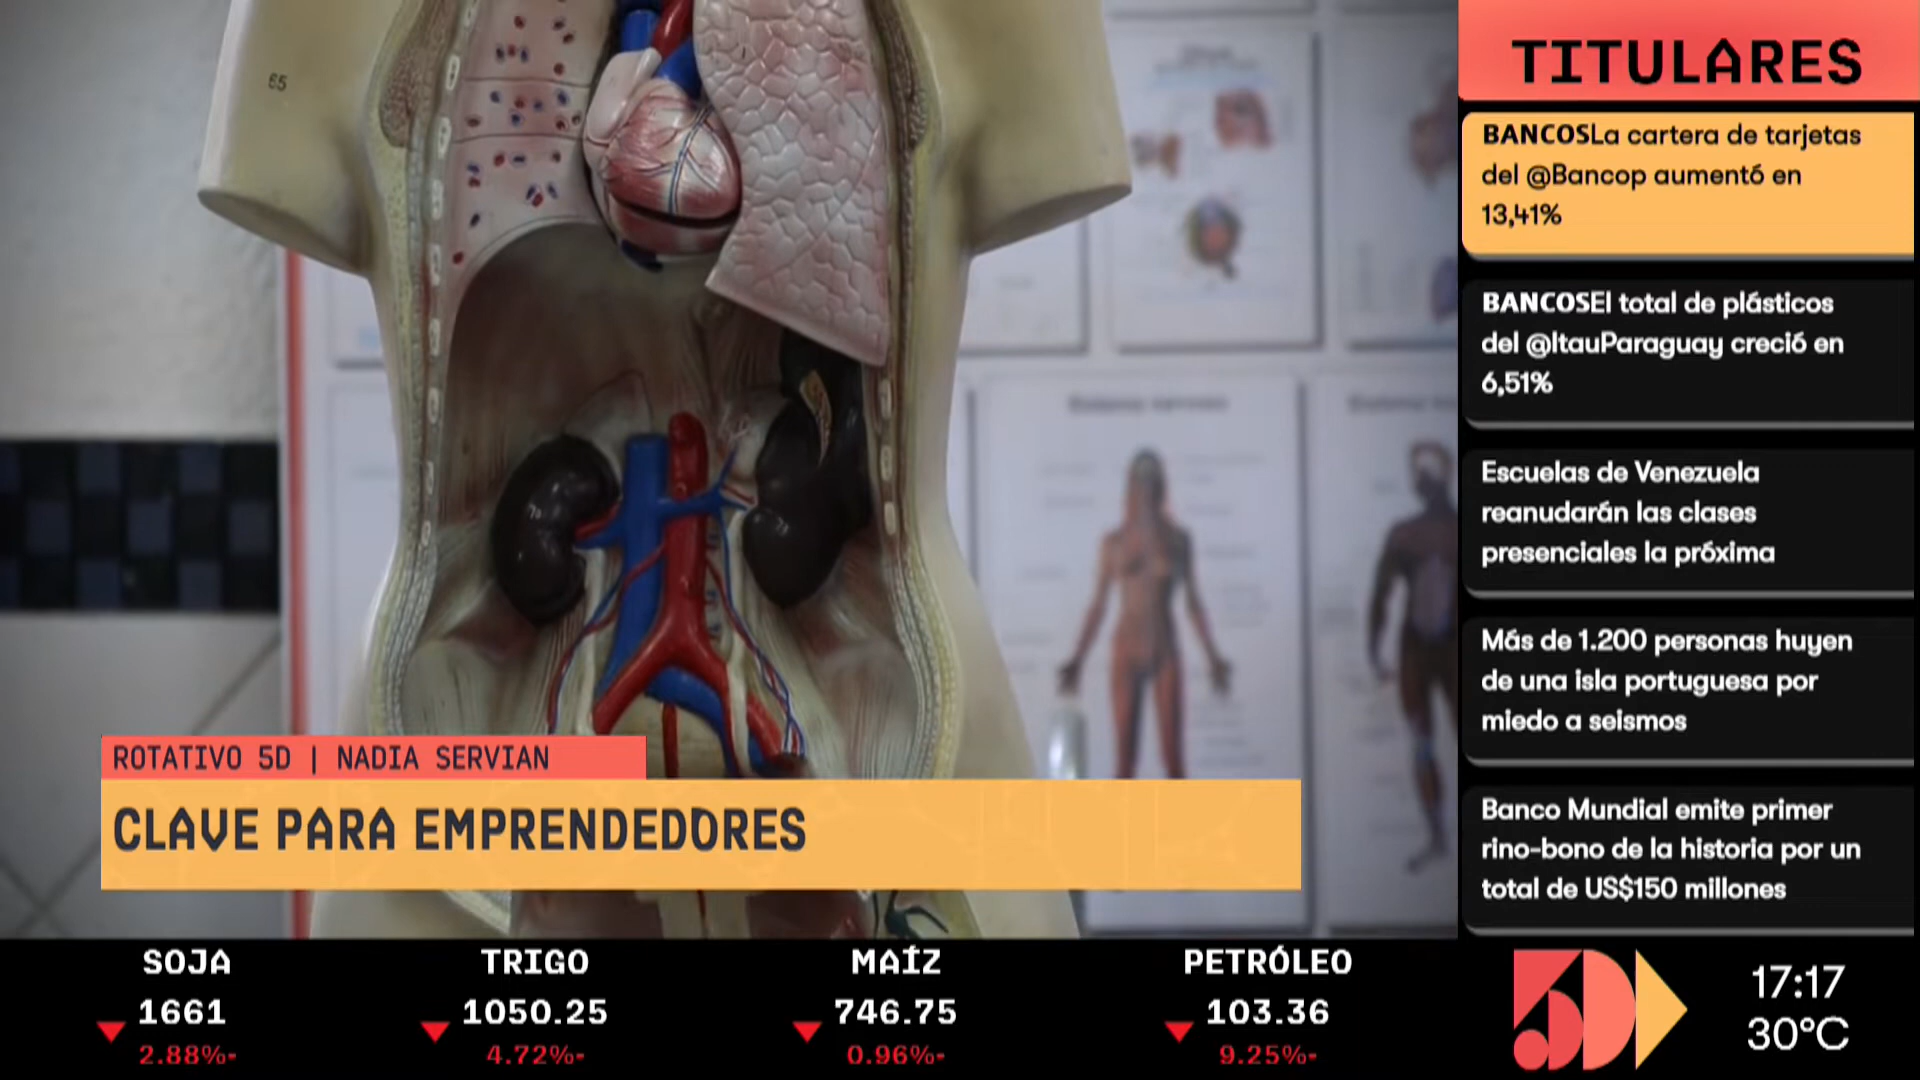 65
TITULARES
BANCOSLa cartera de tarjetas
del @Bancop aumentó en
13,41%
BANCOSEl total de plásticos
del @ItauParaguay creció en
6,51%
Escuelas de Venezuela
reanudarán las clases
presenciales la próxima
Más de 1.200 personas huyen
de una isla portuguesa por
miedo a seismos
Banco Mundial emite primer
rino-bono de la historia por un
total de US$150 millones
ROTATIVO 5D | NADIA SERVIAN
CLAVE PARA EMPRENDEDORES
SOJA
1661
2.88%-
TRIGO
1050.25
4.72%-
MAÍZ
746.75
0.96%-
PETRÓLEO
103.36
9.25%-
5D
17:17
30°C